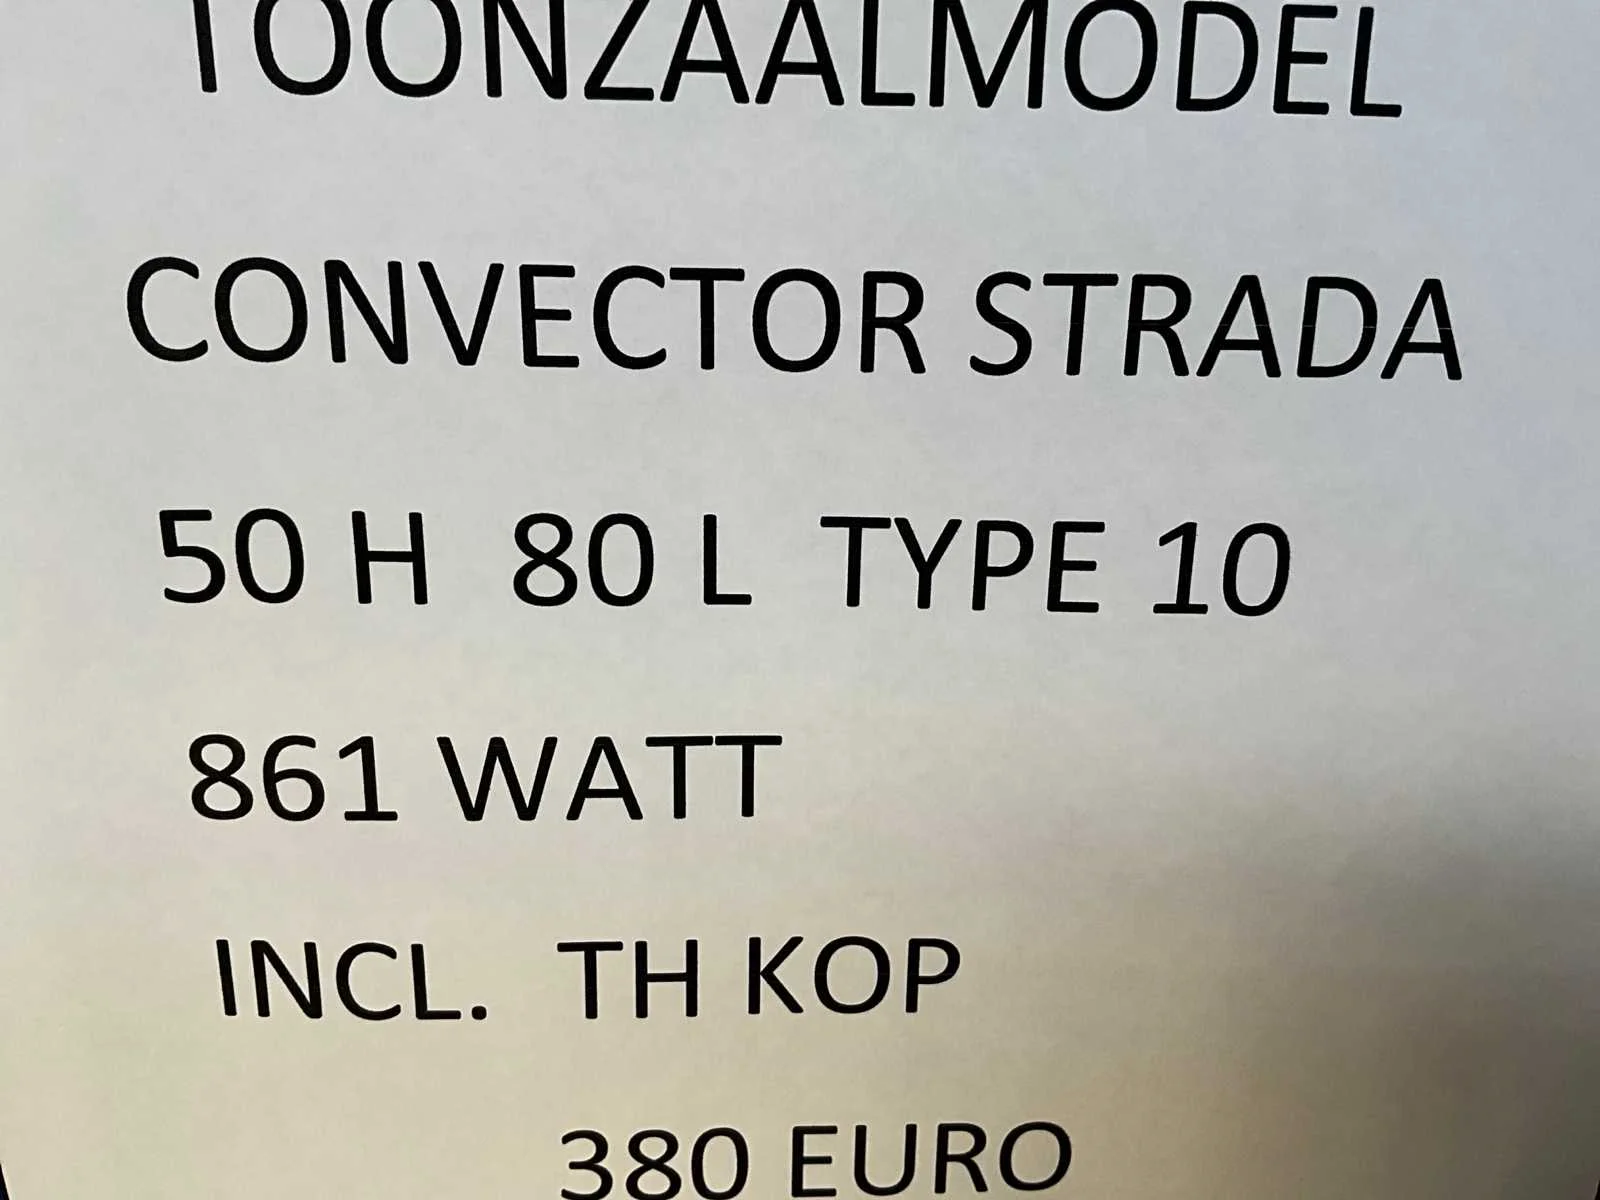 TOONZAALMODEL
CONVECTOR STRADA
50 H 80 L TYPE 10
861 WATT
INCL. TH KOP
380 EURO